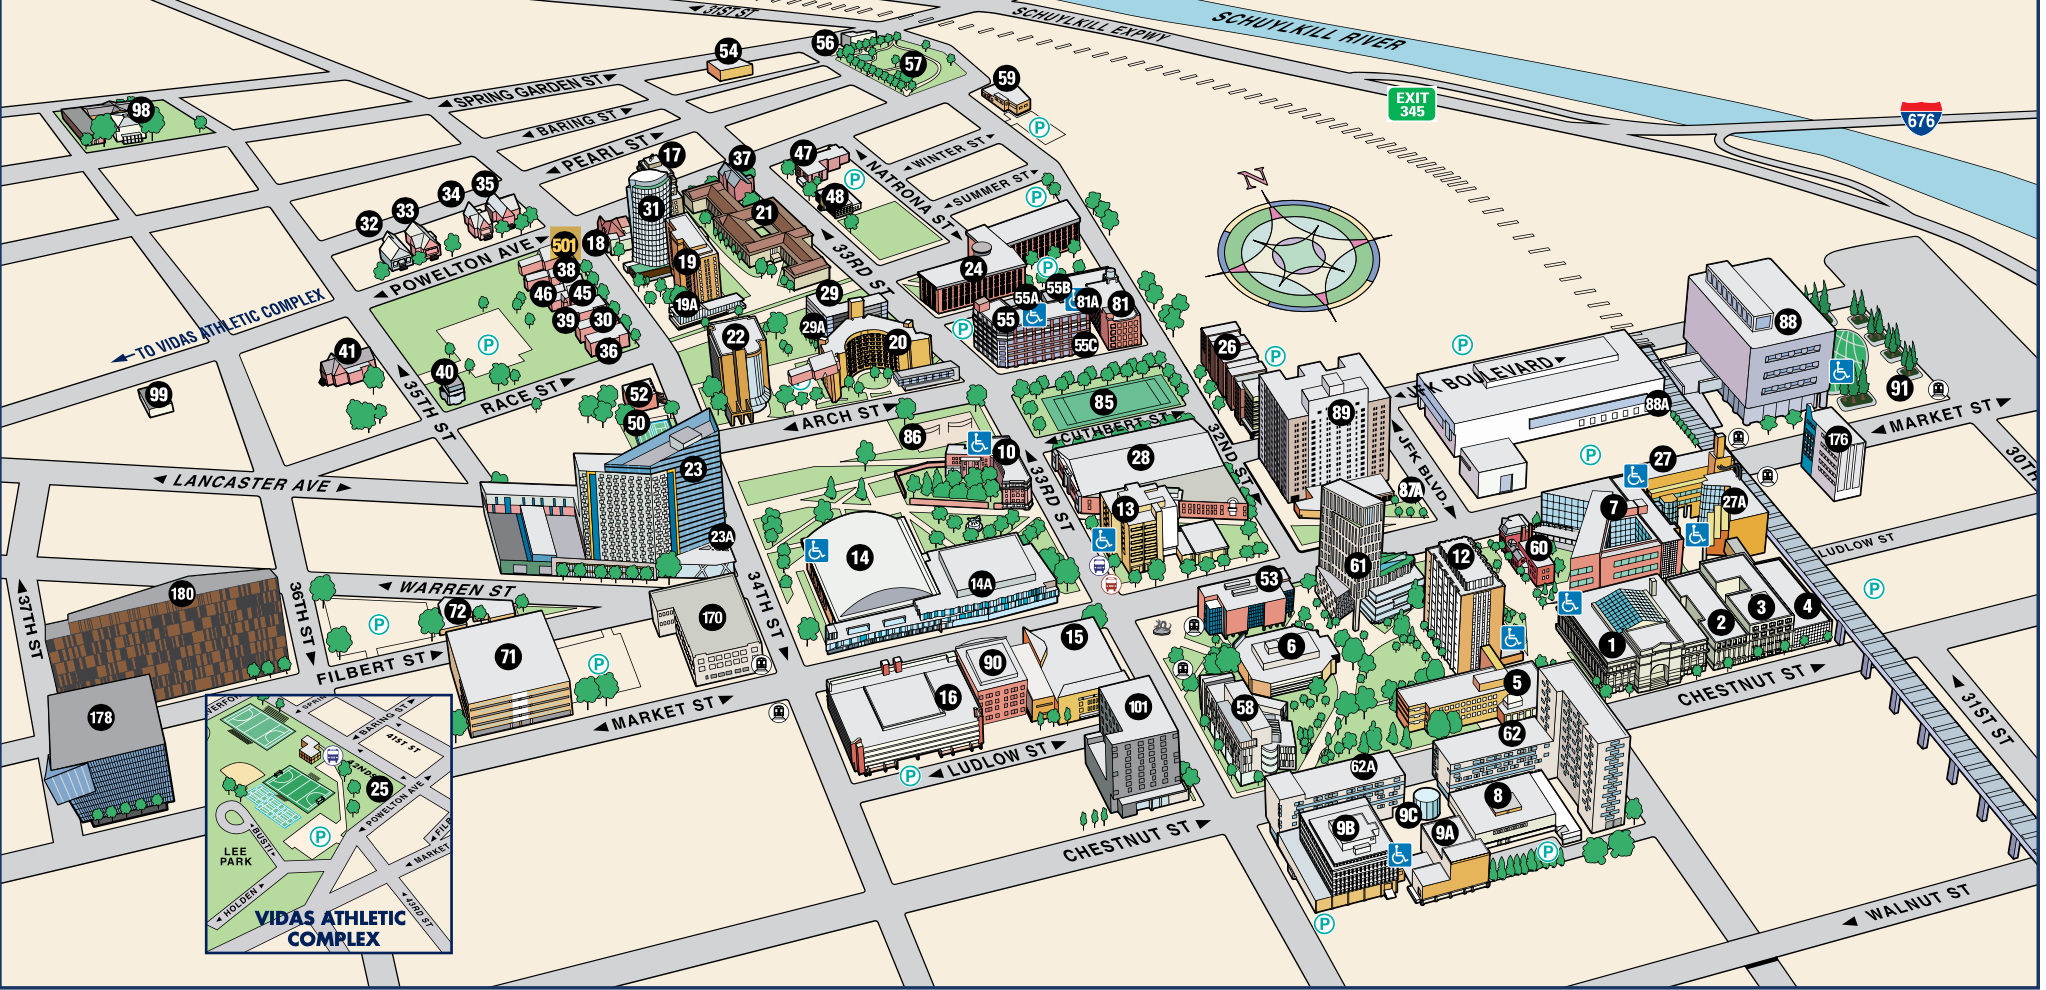 31ST ST
SCHUYLKILL EXPWY
SCHUYLKILL RIVER
56
54
57
59
SPRING GARDEN ST
EXIT
345
676
98
P
BARING ST
PEARL ST
17
37
47
WINTER ST
NATRONA ST
P
SUMMER ST
P
N
32
33
34
35
31
21
48
501
18
POWELTON AVE
38
19
33RD ST
24
P
46
45
19A
29
55A
55B
81A
81
88
TO VIDAS ATHLETIC COMPLEX
39
30
29A
55
P
P
22
20
55C
26
P
P
36
41
40
JFK BOULEVARD
91
99
35TH ST
RACE ST
52
50
ARCH ST
85
CUTHBERT ST
32ND ST
89
88A
MARKET ST
176
86
10
JFK BLVD
P
30TH
LANCASTER AVE
23
33RD ST
28
87A
27
27A
13
7
23A
14
14A
61
12
60
LUDLOW ST
180
37TH ST
36TH ST
WARREN ST
72
34TH ST
170
53
P
P
FILBERT ST
71
P
15
90
6
1
2
3
4
178
16
101
58
5
CHESTNUT ST
31ST ST
MARKET ST
62
LUDLOW ST
P
62A
8
9C
9B
9A
P
CHESTNUT ST
P
WALNUT ST
SPRIN
BARING ST
41ST ST
42ND S
25
POWELTON AVE
P
BUSTI
FILB
MARKET
LEE
PARK
HOLDEN
43RD ST
VIDAS ATHLETIC
COMPLEX